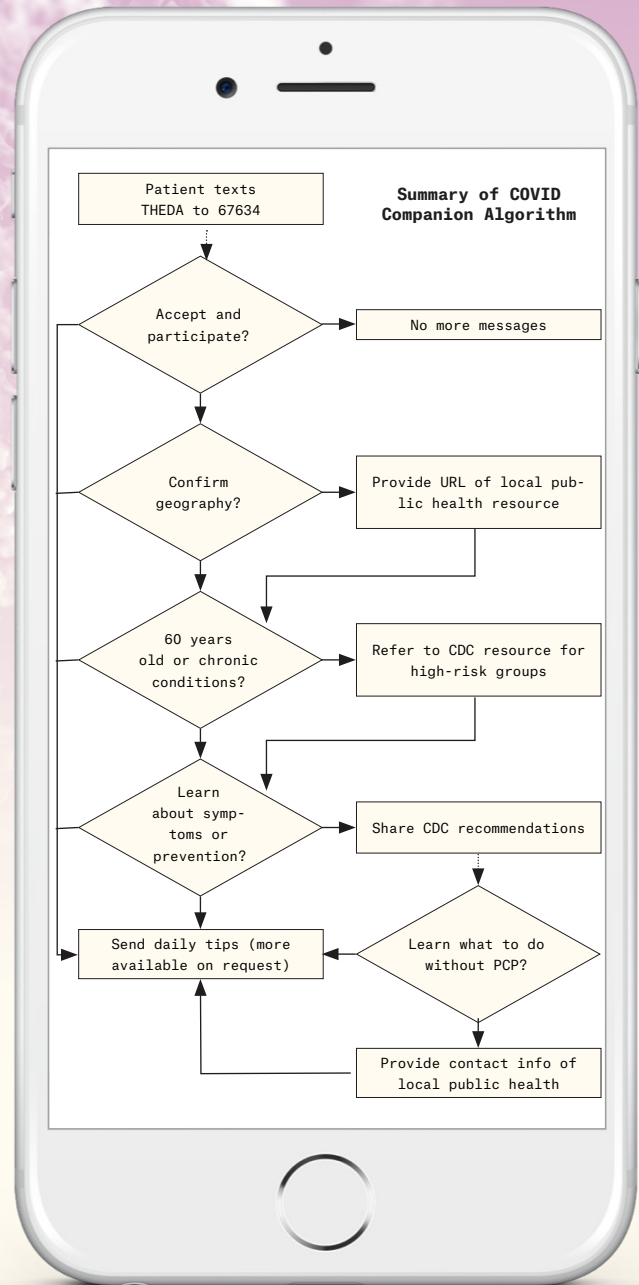 Patient texts
THEDA to 67634
Summary of COVID
Companion Algorithm
Accept and
participate?
No more messages
Confirm
geography?
Provide URL of local pub-
lic health resource
60 years
old or chronic
conditions?
Refer to CDC resource for
high-risk groups
Learn
about symp-
toms or
prevention?
Share CDC recommendations
Send daily tips (more
available on request)
Learn what to do
without PCP?
Provide contact info of
local public health